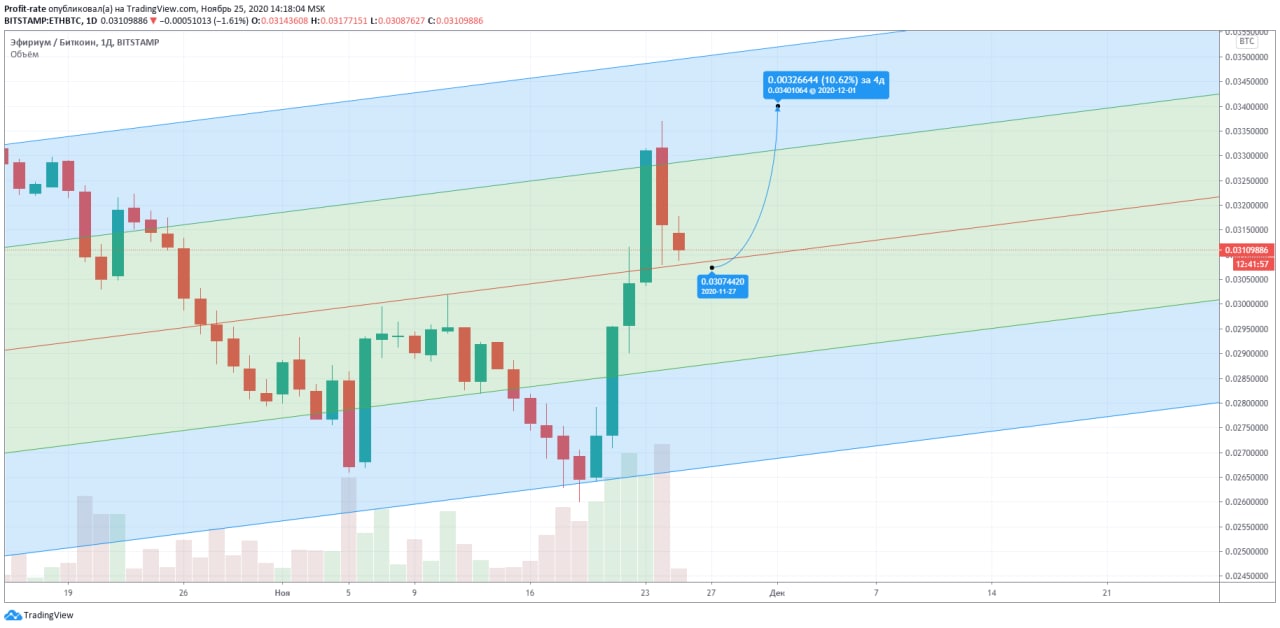 Profit-rate опубликовал(а) на TradingView.com, Ноябрь 25, 2020 14:18:04 MSK
BITSTAMP:ETHBTC, 1D 0.03109886 ▼ −0.00051013 (−1.61%) O:0.03143608 H:0.03177151 L:0.03087627 C:0.03109886
Эфириум / Биткоин, 1Д, BITSTAMP
Объём
0.00326644 (10.62%) за 4д
0.03401064 @ 2020-12-01
0.03074420
2020-11-27
0.03550000
BTC
0.03500000
0.03450000
0.03400000
0.03350000
0.03300000
0.03250000
0.03200000
0.03150000
0.03109886
12:41:57
0.03050000
0.03000000
0.02950000
0.02900000
0.02850000
0.02800000
0.02750000
0.02700000
0.02650000
0.02600000
0.02550000
0.02500000
0.02450000
19 26 Ноя 5 9 16 23 27 Дек 7 14 21
TradingView